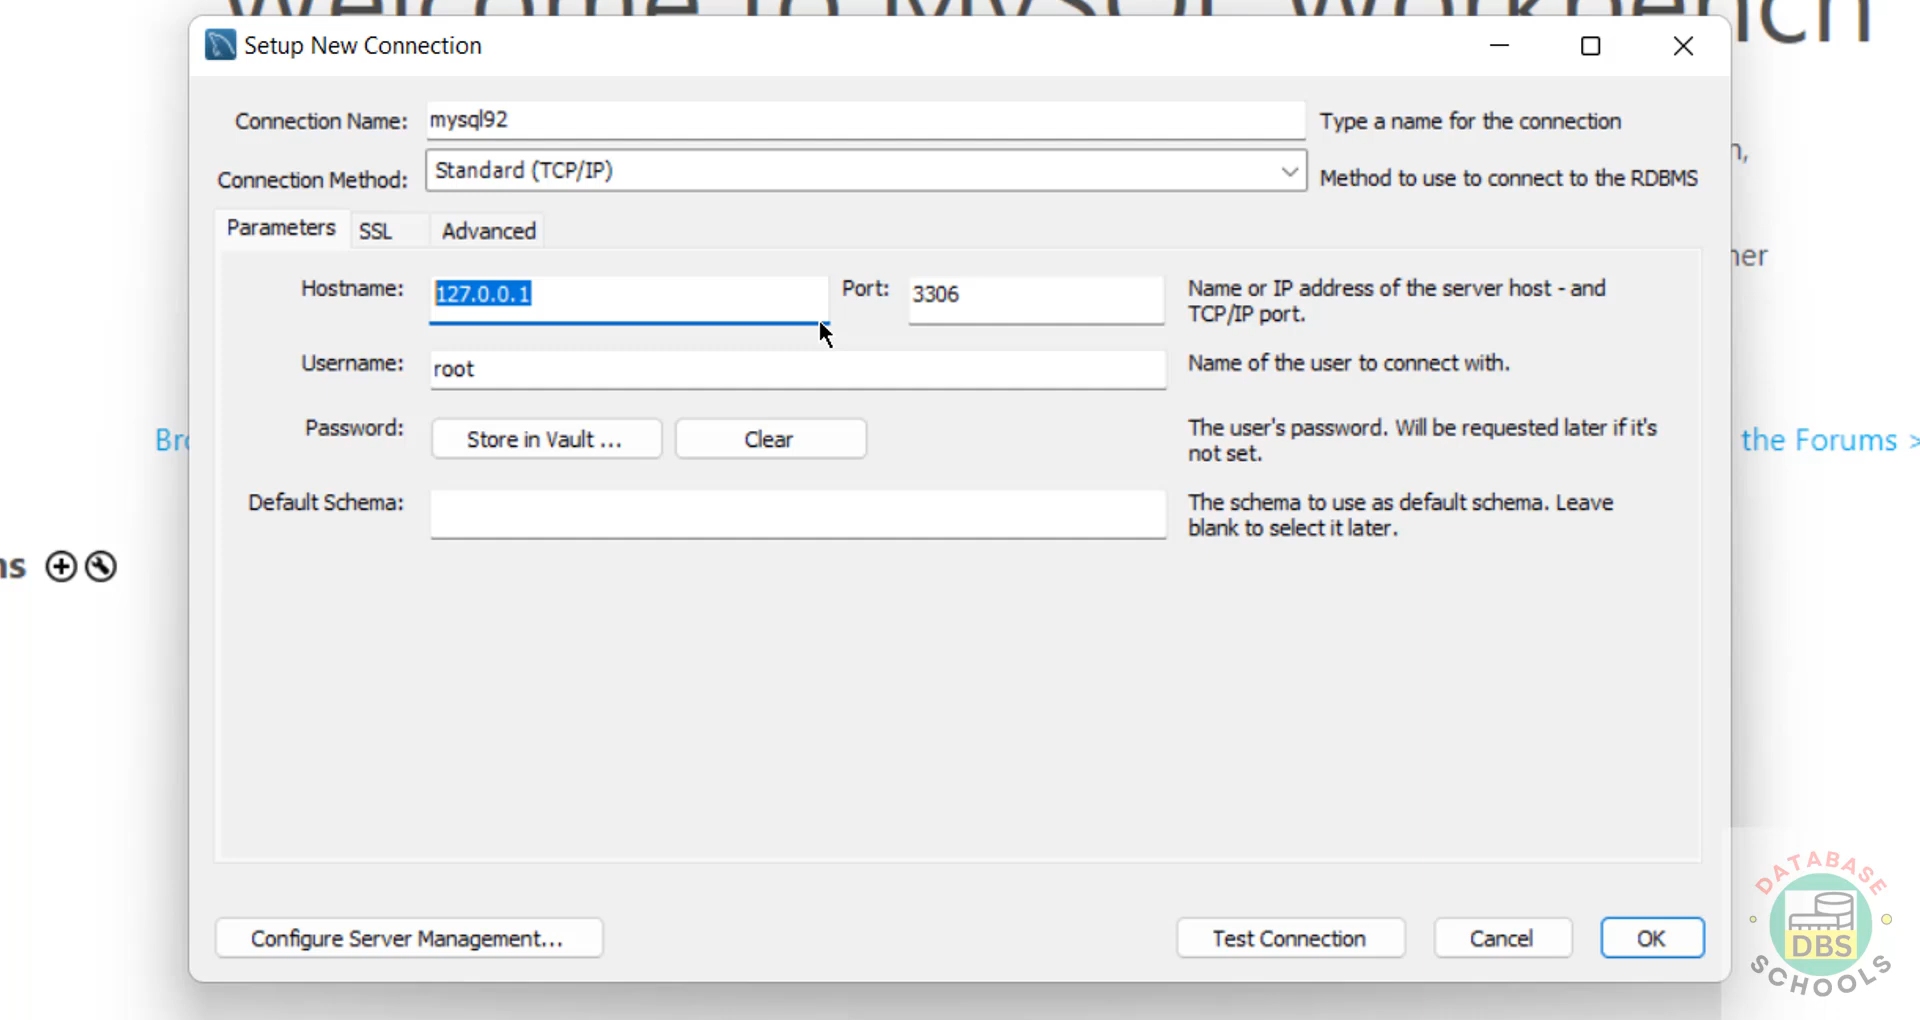 Welcome to MySQL Workbench
Setup New Connection
Connection Name: mysql92 Type a name for the connection
Connection Method: Standard (TCP/IP) Method to use to connect to the RDBMS
Parameters SSL Advanced
Hostname: 127.0.0.1 Port: 3306 Name or IP address of the server host - and
TCP/IP port.
Username: root Name of the user to connect with.
Password: Store in Vault ... Clear The user's password. Will be requested later if it's
not set.
the Forums >
Default Schema: The schema to use as default schema. Leave
blank to select it later.
Configure Server Management... Test Connection Cancel OK
DATABASE
DBS
SCHOOLS